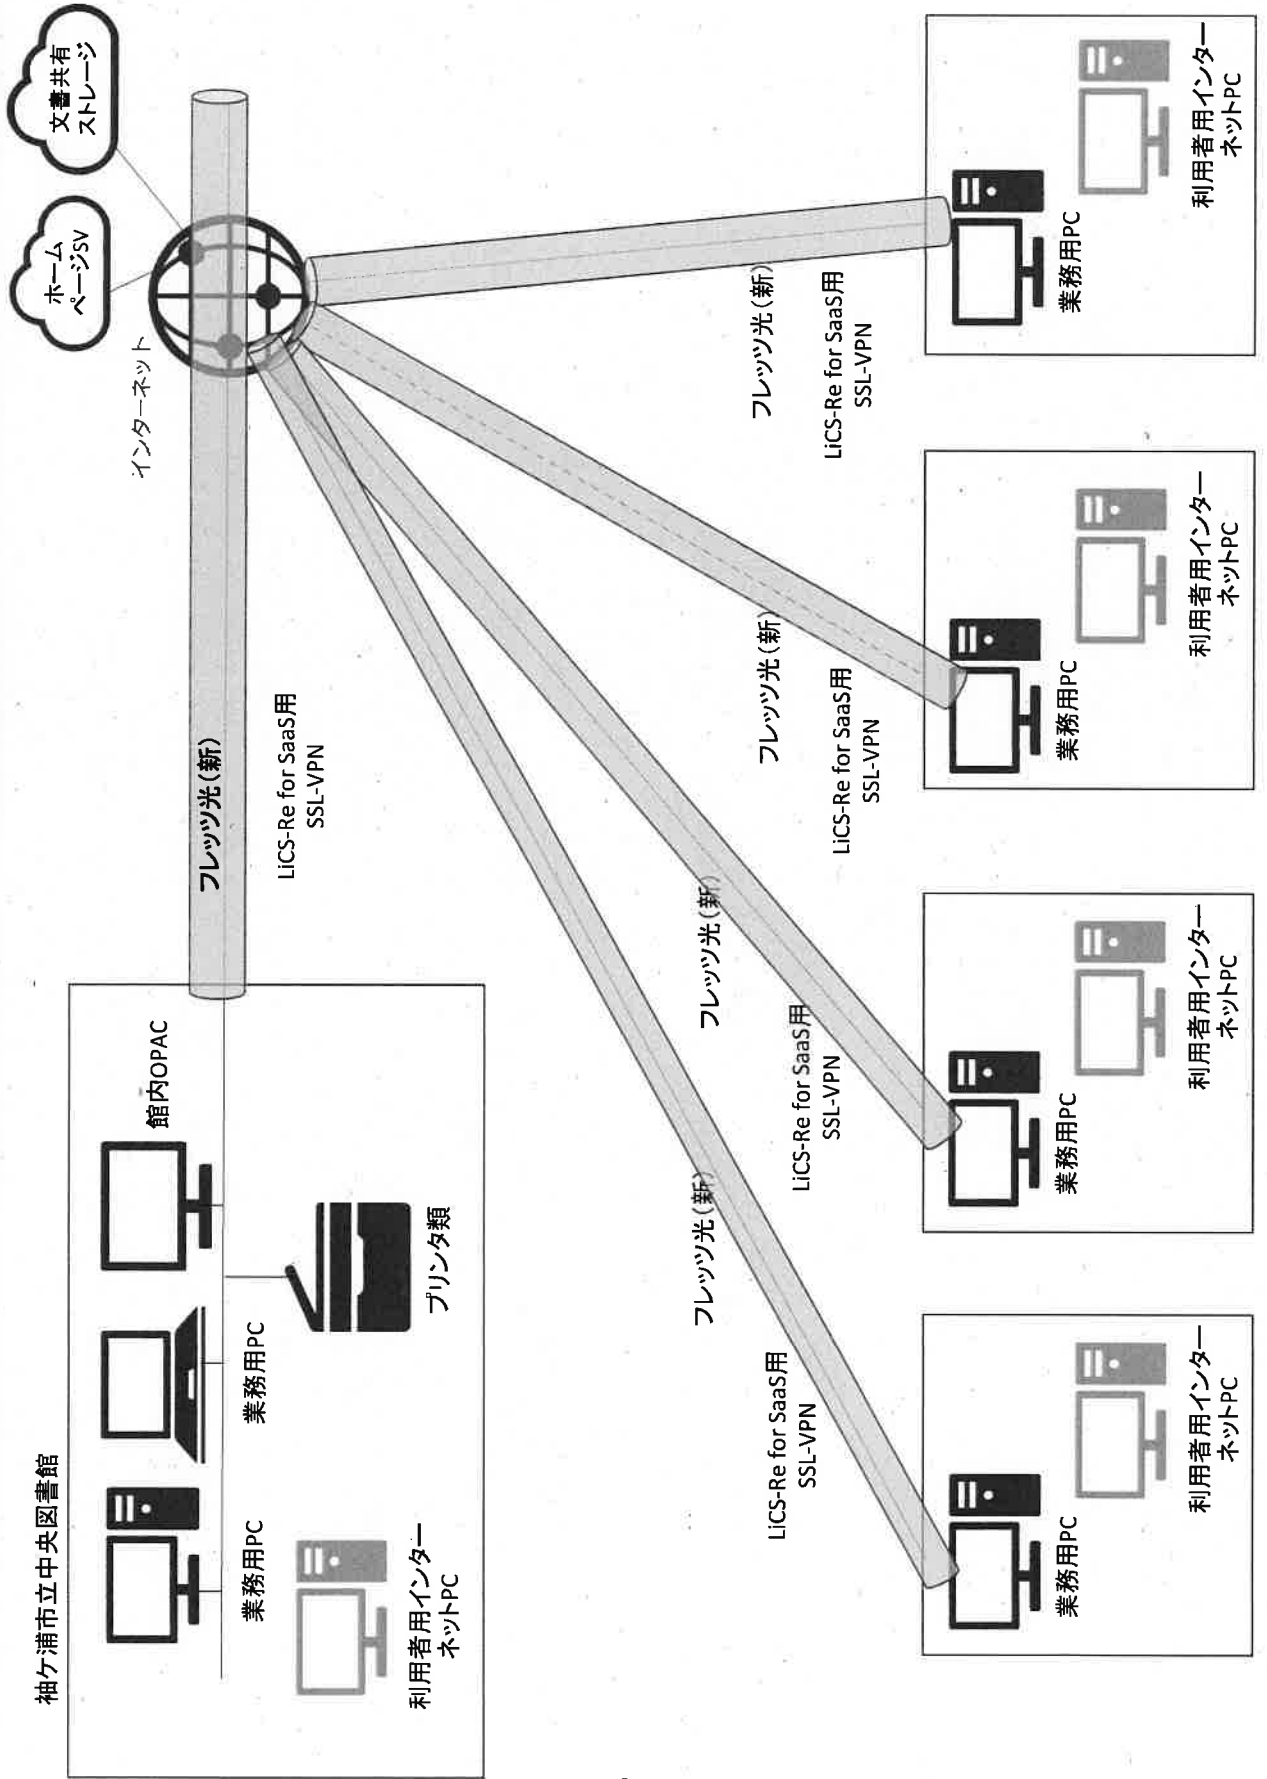 袖ケ浦市立中央図書館
業務用PC
業務用PC
館内OPAC
利用者用インター
ネットPC
プリンタ類
フレッツ光(新)
LiCS-Re for SaaS用
SSL-VPN
インターネット
ホーム
ページSV
文書共有
ストレージ
フレッツ光(新)
LiCS-Re for SaaS用
SSL-VPN
フレッツ光(新)
LiCS-Re for SaaS用
SSL-VPN
フレッツ光(新)
LiCS-Re for SaaS用
SSL-VPN
フレッツ光(新)
LiCS-Re for SaaS用
SSL-VPN
業務用PC
利用者用インター
ネットPC
業務用PC
利用者用インター
ネットPC
業務用PC
利用者用インター
ネットPC
業務用PC
利用者用インター
ネットPC